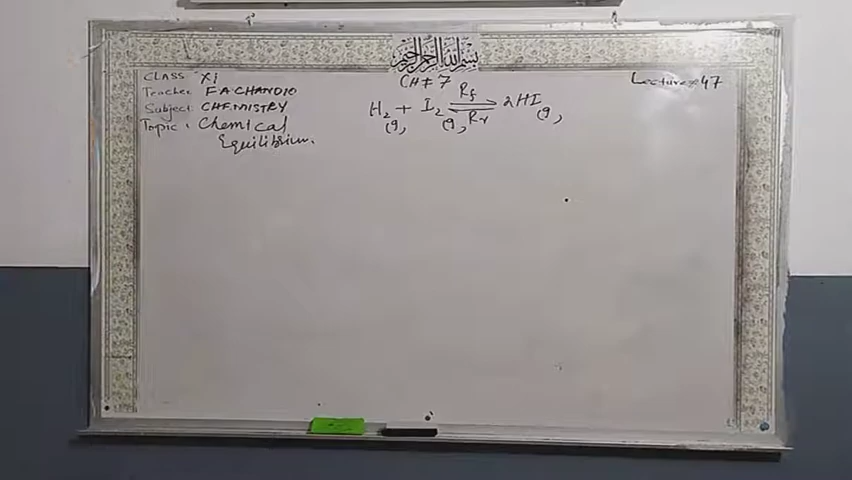 بسم الله الرحمن الرحيم
CLASS XI
Teacher F.A CHANDIO
Subject: CHEMISTRY
Topic: Chemical
Equilibrium.
CH # 7
H₂(g) + I₂(g) ⇌ 2HI(g)
Rf
Rr
Lecture # 47